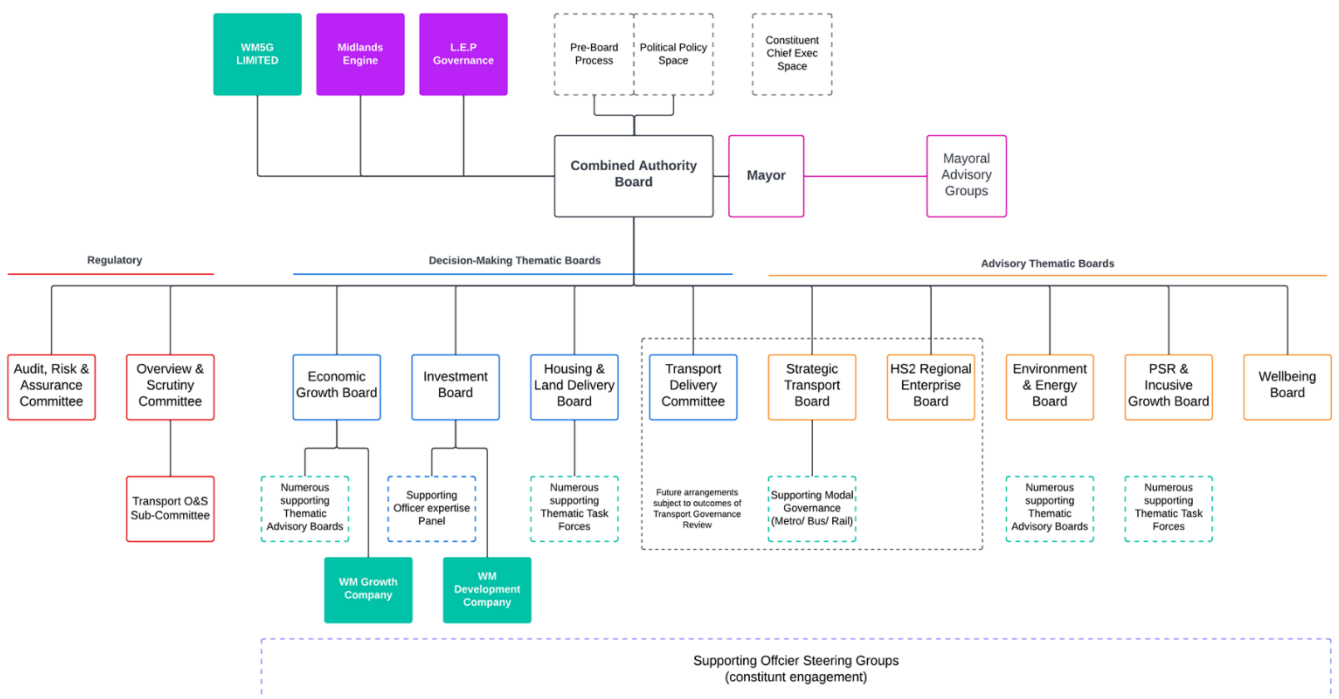 WM5G
LIMITED
Midlands
Engine
L.E.P
Governance
Pre-Board
Process
Political Policy
Space
Constituent
Chief Exec
Space
Combined Authority
Board
Mayor
Mayoral
Advisory
Groups
Regulatory
Decision-Making Thematic Boards
Advisory Thematic Boards
Audit, Risk &
Assurance
Committee
Overview &
Scrutiny
Committee
Economic
Growth Board
Investment
Board
Housing &
Land Delivery
Board
Transport
Delivery
Committee
Strategic
Transport
Board
HS2 Regional
Enterprise
Board
Environment
& Energy
Board
PSR &
Incusive
Growth Board
Wellbeing
Board
Transport O&S
Sub-Committee
Numerous
supporting
Thematic
Advisory Boards
Supporting
Officer expertise
Panel
Numerous
supporting
Thematic Task
Forces
Future arrangements
subject to outcomes of
Transport Governance
Review
Supporting Modal
Governance
(Metro/ Bus/ Rail)
Numerous
supporting
Thematic
Advisory Boards
Numerous
supporting
Thematic Task
Forces
WM Growth
Company
WM
Development
Company
Supporting Offcier Steering Groups
(constitunt engagement)